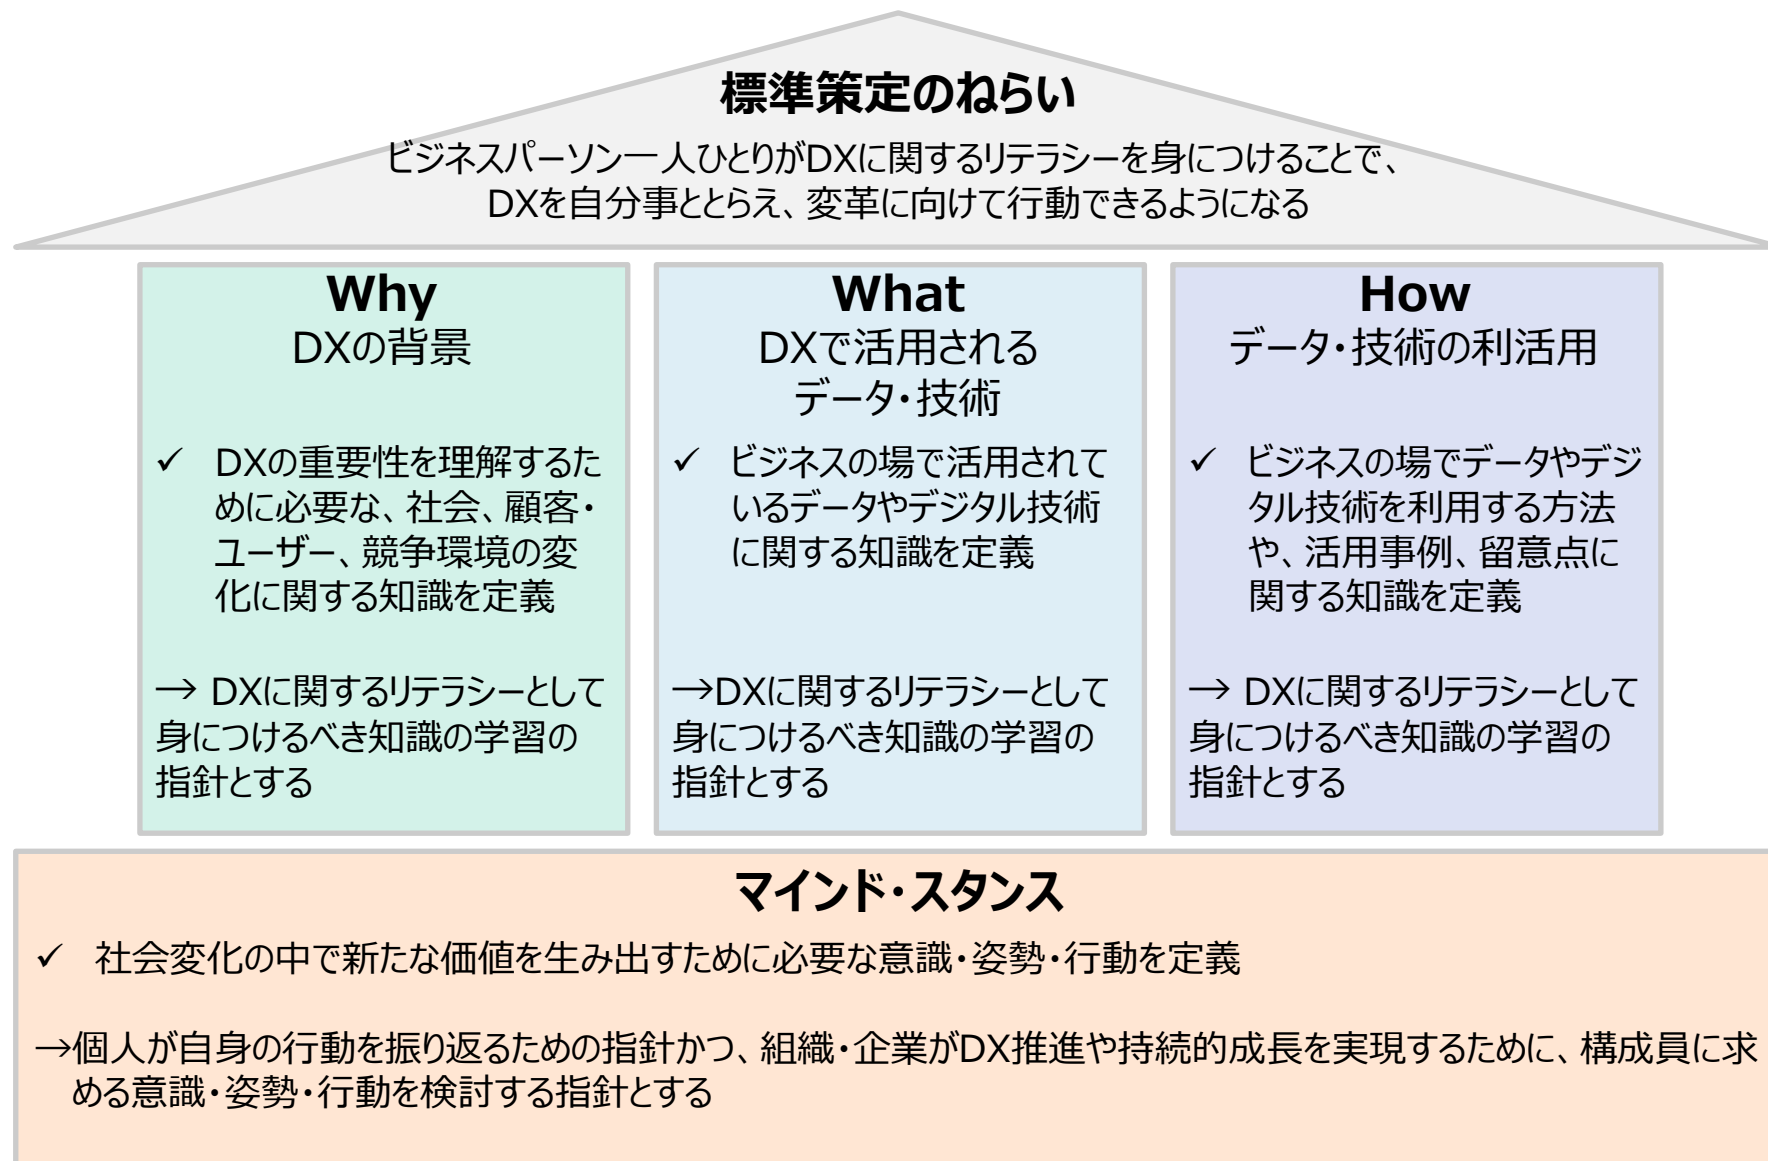 標準策定のねらい
ビジネスパーソン一人ひとりがDXに関するリテラシーを身につけることで、
DXを自分事ととらえ、変革に向けて行動できるようになる
Why
DXの背景
✓ DXの重要性を理解するた
めに必要な、社会、顧客・
ユーザー、競争環境の変
化に関する知識を定義
→ DXに関するリテラシーとして
身につけるべき知識の学習の
指針とする
What
DXで活用される
データ・技術
✓ ビジネスの場で活用されて
いるデータやデジタル技術
に関する知識を定義
→DXに関するリテラシーとして
身につけるべき知識の学習の
指針とする
How
データ・技術の利活用
✓ ビジネスの場でデータやデジ
タル技術を利用する方法
や、活用事例、留意点に
関する知識を定義
→ DXに関するリテラシーとして
身につけるべき知識の学習の
指針とする
マインド・スタンス
✓ 社会変化の中で新たな価値を生み出すために必要な意識・姿勢・行動を定義
→個人が自身の行動を振り返るための指針かつ、組織・企業がDX推進や持続的成長を実現するために、構成員に求
める意識・姿勢・行動を検討する指針とする